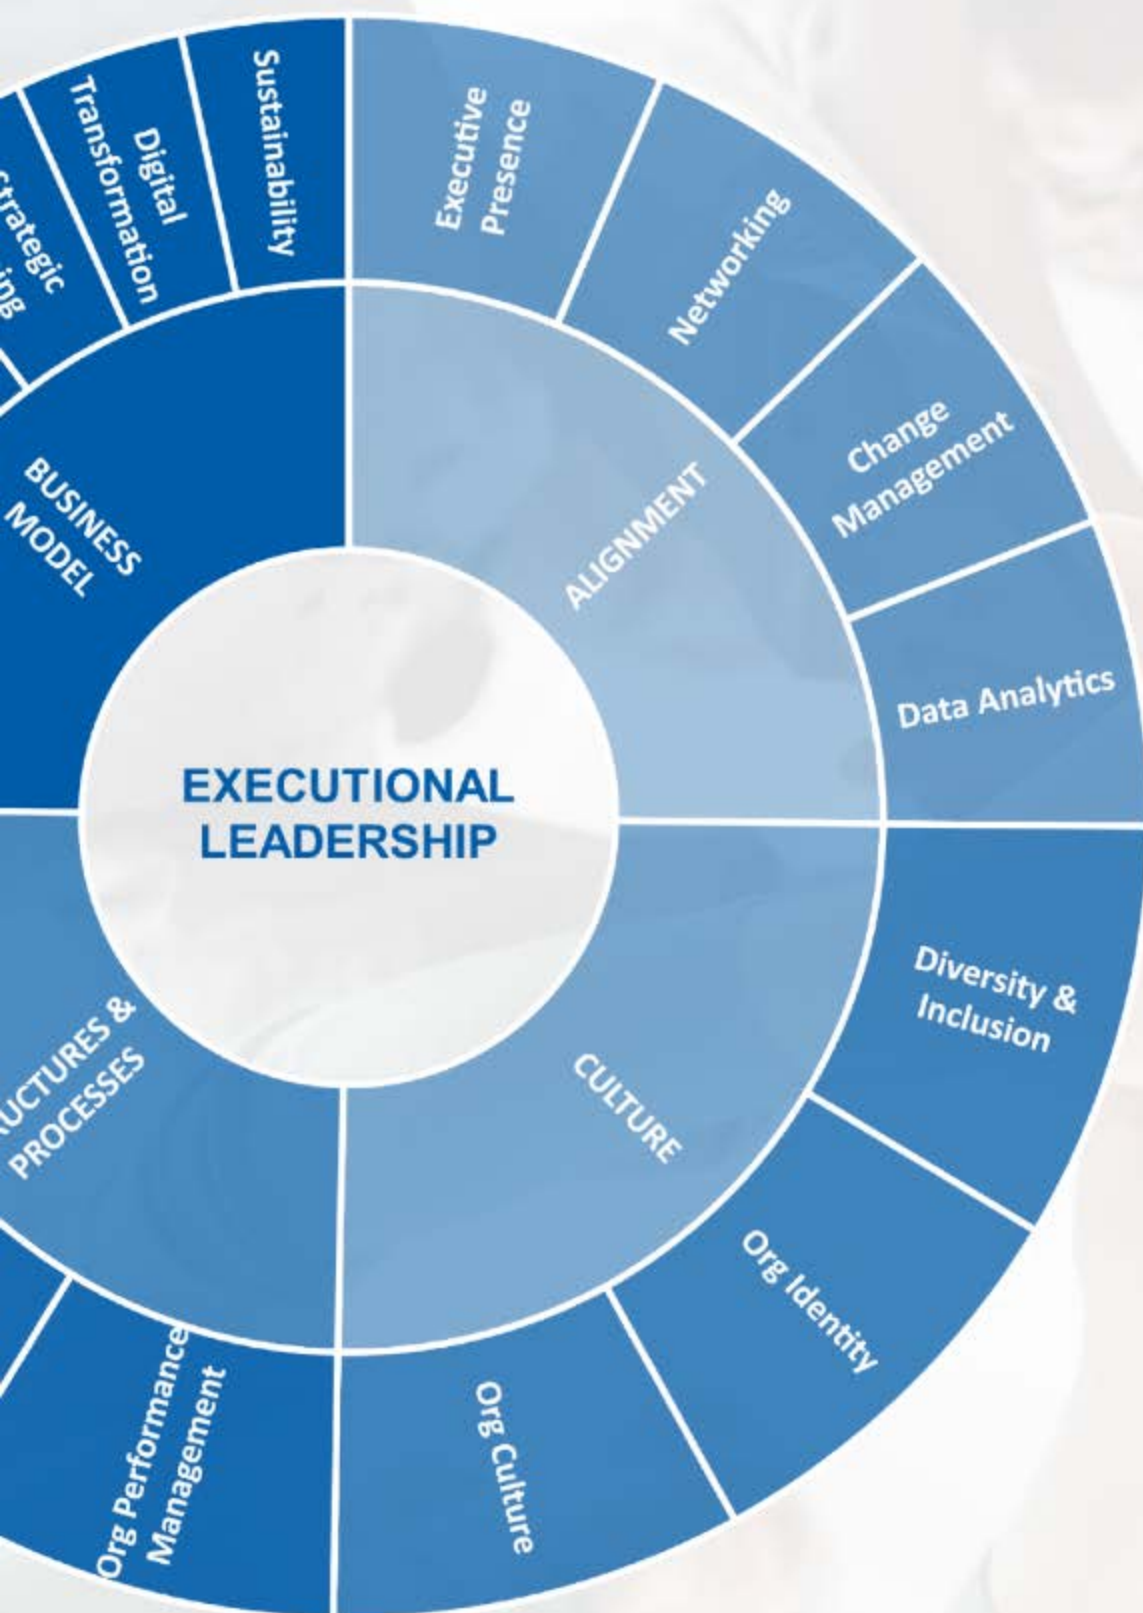 Sustainability
Digital
Transformation
Executive
Presence
Networking
Change
Management
Data Analytics
Diversity &
Inclusion
Org Identity
Org Culture
Org Performance
Management
BUSINESS
MODEL
ALIGNMENT
CULTURE
PROCESSES
EXECUTIONAL
LEADERSHIP